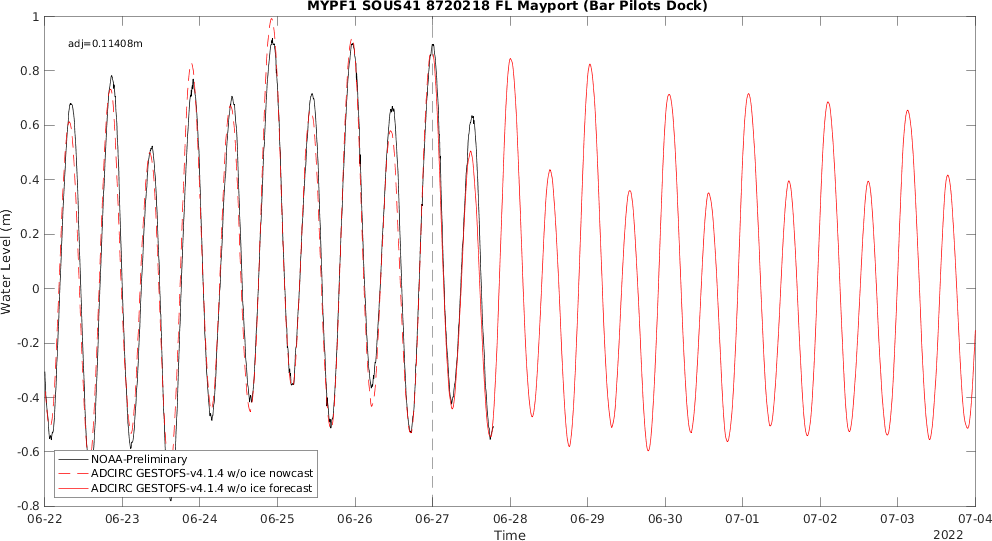 MYPF1 SOUS41 8720218 FL Mayport (Bar Pilots Dock)
adj=0.11408m
1
0.8
0.6
0.4
0.2
0
-0.2
-0.4
-0.6
-0.8
Water Level (m)
NOAA-Preliminary
ADCIRC GESTOFS-v4.1.4 w/o ice nowcast
ADCIRC GESTOFS-v4.1.4 w/o ice forecast
06-22 06-23 06-24 06-25 06-26 06-27 06-28 06-29 06-30 07-01 07-02 07-03 07-04
Time
2022